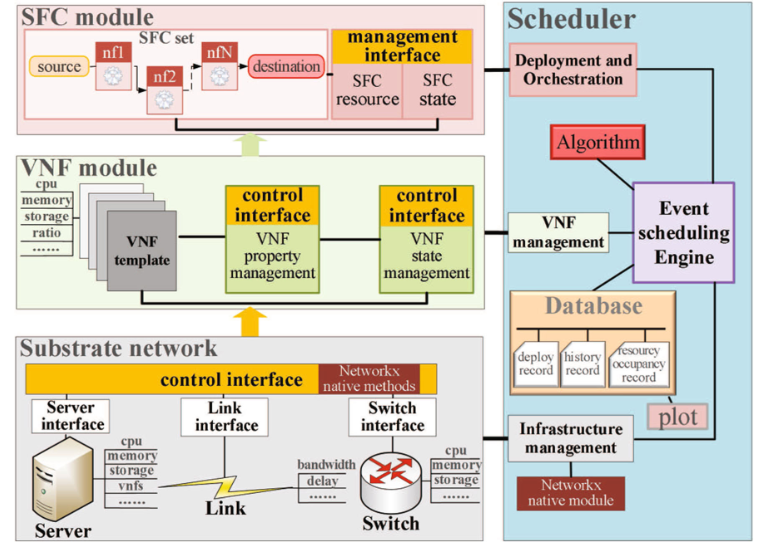 SFC module
SFC set
source
nf1
nf2
nfN
destination
management
interface
SFC
resource
SFC
state
VNF module
cpu
memory
storage
ratio
......
VNF
template
control
interface
VNF
property
management
control
interface
VNF
state
management
Substrate network
control interface
Networkx
native methods
Server
interface
Link
interface
Switch
interface
cpu
memory
storage
vnfs
......
Server
Link
bandwidth
delay
......
Switch
cpu
memory
storage
......
Scheduler
Deployment and
Orchestration
Algorithm
VNF
management
Event
scheduling
Engine
Database
deploy
record
history
record
resourcy
occupancy
record
plot
Infrastructure
management
Networkx
native module